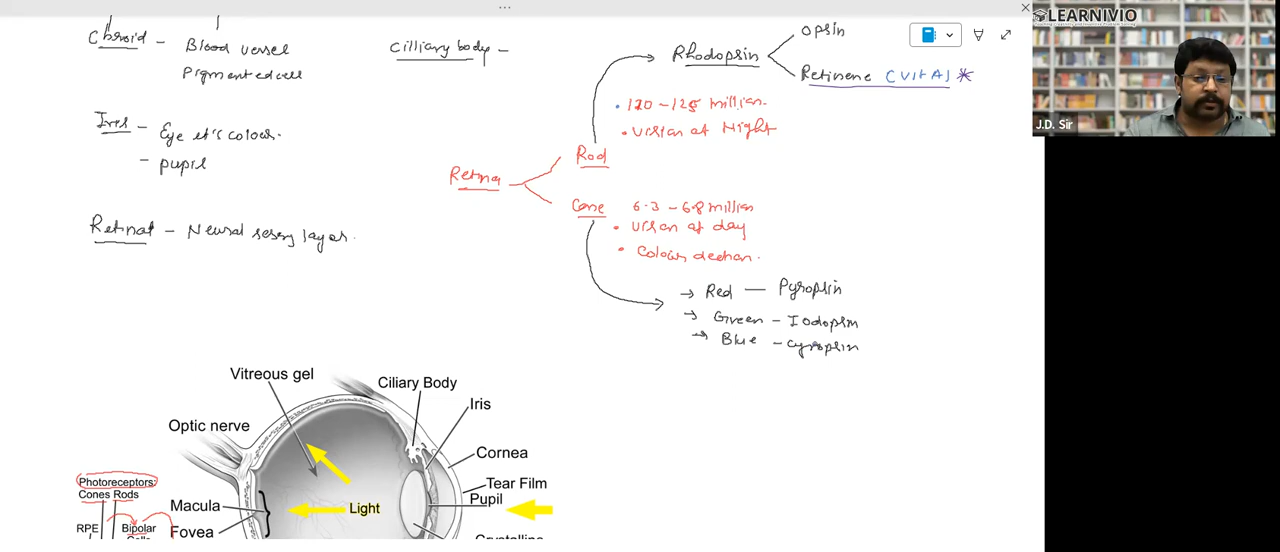 Choroid - Blood vessel
Pigmented cell
Iris - Eye it's colour.
- pupil
Retinal - Neural sensory layer.
Cilliary body -
Rhodopsin
opsin
Retinene (Vit A) *
• 120 - 125 million.
• Vision at Night
Rod
Retina
Cone
6.3 - 6.8 million
• Vision at day
• Colour
→ Red — Pyropsin
→ Green - Iodopsin
→ Blue - Cynopsin
LEARNIVIO
J.D. Sir
Vitreous gel
Ciliary Body
Iris
Optic nerve
Cornea
Tear Film
Pupil
Photoreceptors:
Cones Rods
Macula
Light
RPE
Bipolar
Fovea